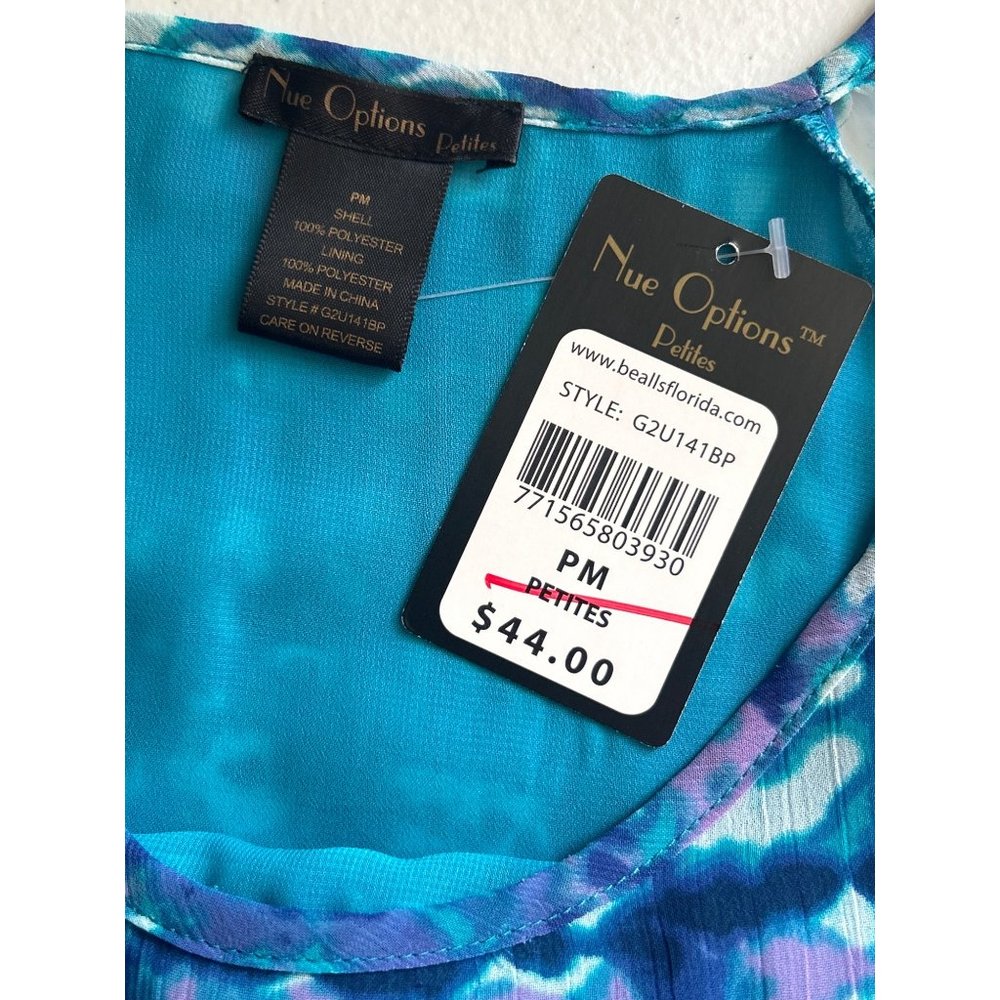 Nue Options
Petites
PM
SHELL
100% POLYESTER
LINING
100% POLYESTER
MADE IN CHINA
STYLE # G2U141BP
CARE ON REVERSE
Nue Options™
Petites
www.beallsflorida.com
STYLE: G2U141BP
771565803930
PM
PETITES
$44.00